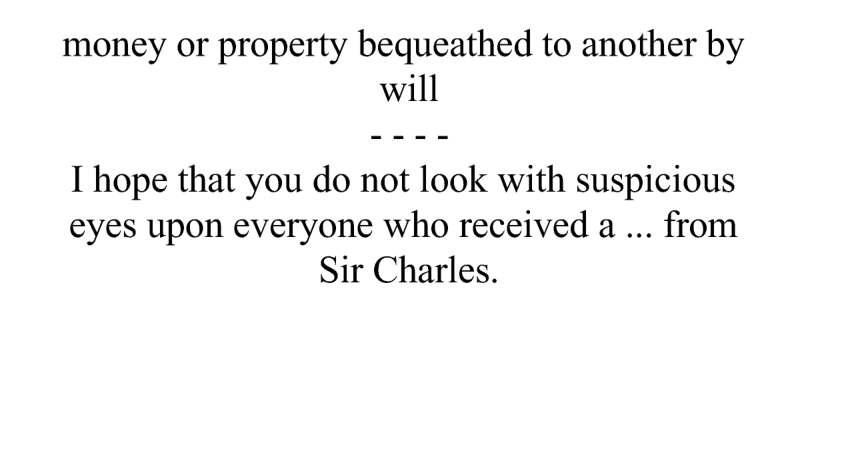 money or property bequeathed to another by
will
- - - -
I hope that you do not look with suspicious
eyes upon everyone who received a ... from
Sir Charles.